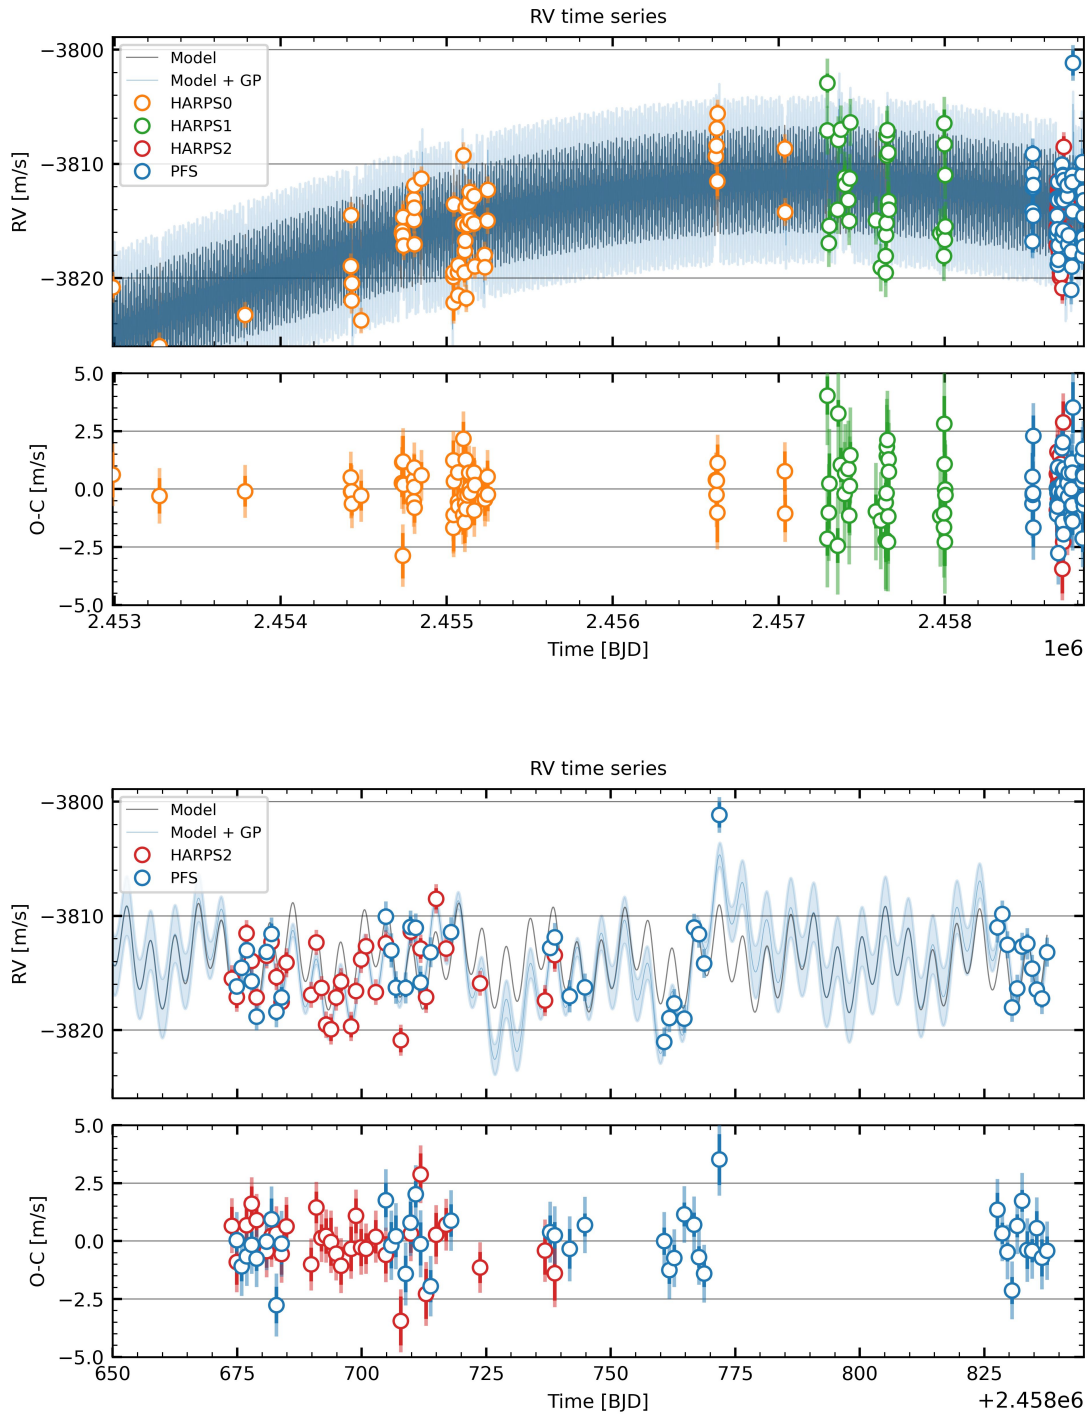 RV time series
−3800
−3810
−3820
RV [m/s]
Model
Model + GP
HARPS0
HARPS1
HARPS2
PFS
5.0
2.5
0.0
−2.5
−5.0
O-C [m/s]
2.453 2.454 2.455 2.456 2.457 2.458
Time [BJD]
1e6
RV time series
−3800
−3810
−3820
RV [m/s]
Model
Model + GP
HARPS2
PFS
5.0
2.5
0.0
−2.5
−5.0
O-C [m/s]
650 675 700 725 750 775 800 825
Time [BJD]
+2.458e6